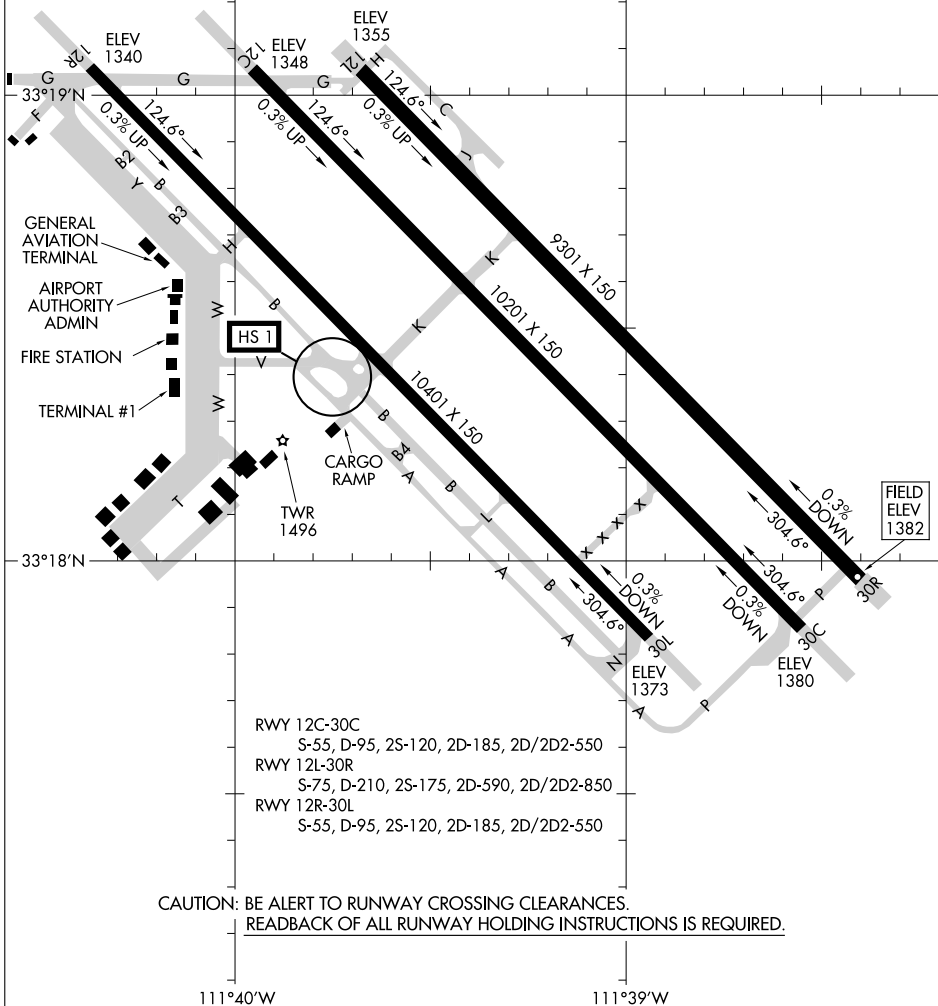 ELEV
1340
ELEV
1348
ELEV
1355
12R
12C
12L
H
G
G
G
33°19'N
F
124.6°
0.3% UP
124.6°
0.3% UP
124.6°
0.3% UP
C
J
B2
B
Y
B
B3
H
GENERAL
AVIATION
TERMINAL
AIRPORT
AUTHORITY
ADMIN
FIRE STATION
TERMINAL #1
W
W
V
B
HS 1
K
K
9301 X 150
10201 X 150
10401 X 150
B
B4
A
B
L
CARGO
RAMP
TWR
1496
T
X X X X
33°18'N
A
B
A
N
A
P
P
0.3%
DOWN
304.6°
30L
0.3%
DOWN
304.6°
30C
0.3%
DOWN
304.6°
30R
FIELD
ELEV
1382
ELEV
1373
ELEV
1380
RWY 12C-30C
S-55, D-95, 2S-120, 2D-185, 2D/2D2-550
RWY 12L-30R
S-75, D-210, 2S-175, 2D-590, 2D/2D2-850
RWY 12R-30L
S-55, D-95, 2S-120, 2D-185, 2D/2D2-550
CAUTION: BE ALERT TO RUNWAY CROSSING CLEARANCES.
READBACK OF ALL RUNWAY HOLDING INSTRUCTIONS IS REQUIRED.
111°40'W
111°39'W